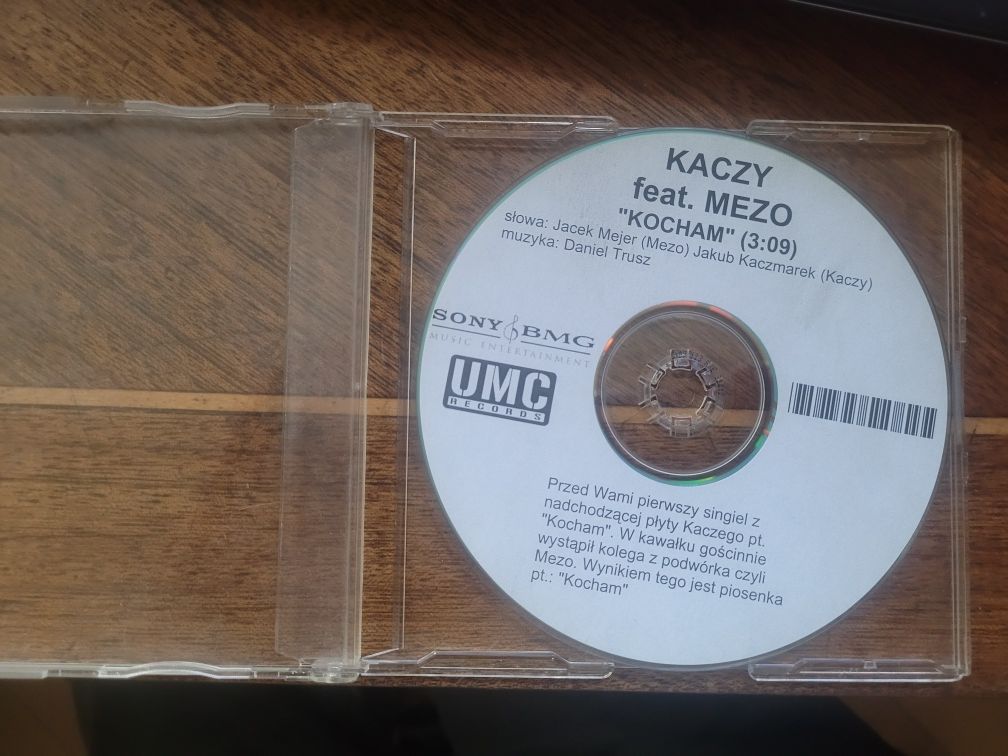 KACZY
feat. MEZO
"KOCHAM" (3:09)
słowa: Jacek Mejer (Mezo) Jakub Kaczmarek (Kaczy)
muzyka: Daniel Trusz
SONY BMG
MUSIC ENTERTAINMENT
UMC
RECORDS
Przed Wami pierwszy singiel z
nadchodzącej płyty Kaczego pt.
"Kocham". W kawałku gościnnie
wystąpił kolega z podwórka czyli
Mezo. Wynikiem tego jest piosenka
pt.: "Kocham"